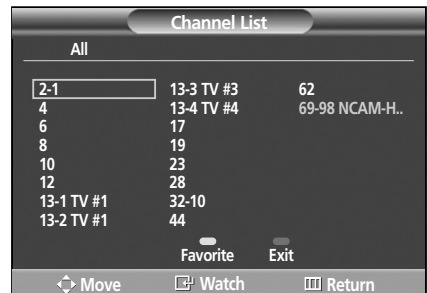 Channel List
All
2-1 13-3 TV #3 62
4 13-4 TV #4 69-98 NCAM-H..
6 17
8 19
10 23
12 28
13-1 TV #1 32-10
13-2 TV #1 44
Favorite Exit
Move Watch Return